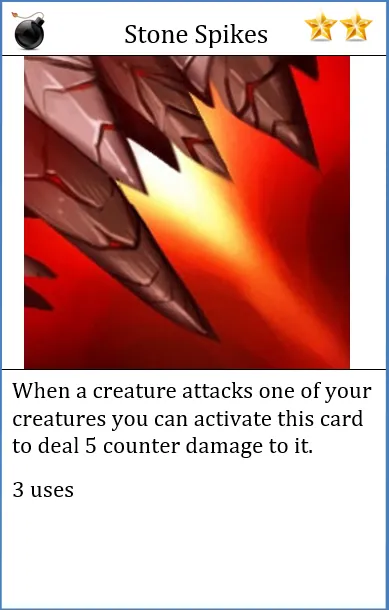 Stone Spikes
When a creature attacks one of your
creatures you can activate this card
to deal 5 counter damage to it.
3 uses